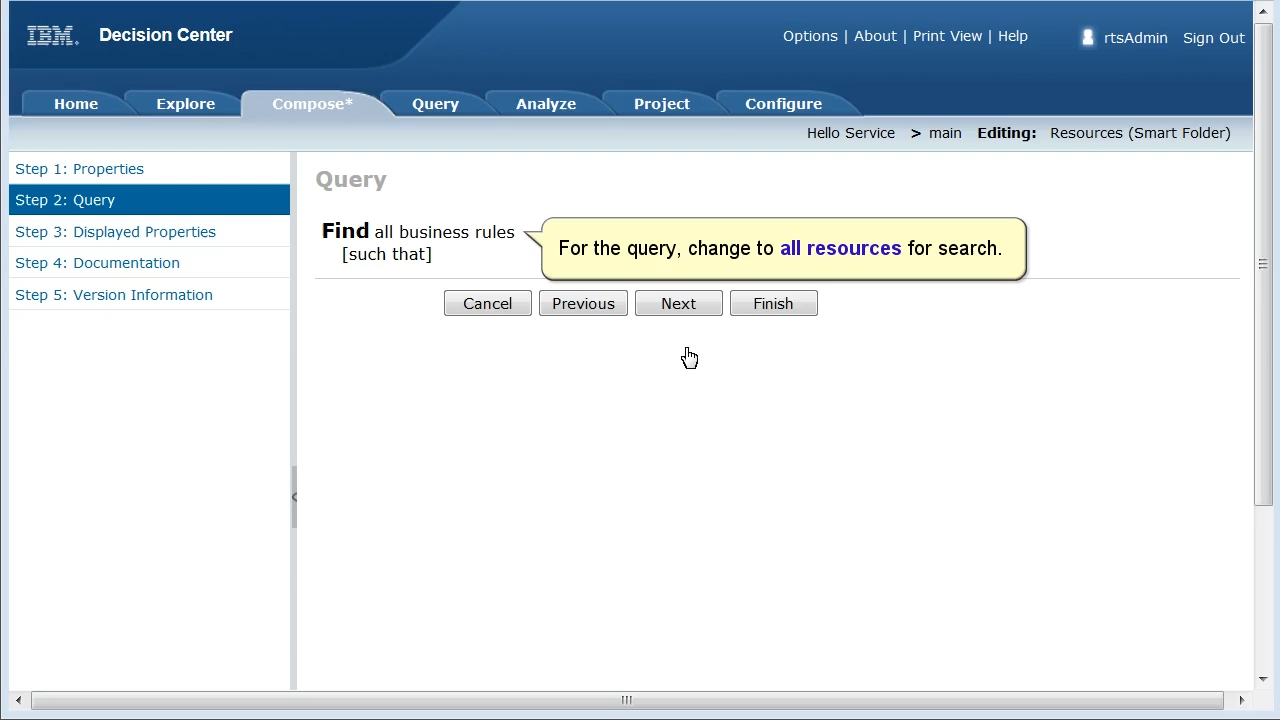 IBM. Decision Center
Options | About | Print View | Help rtsAdmin Sign Out
Home Explore Compose* Query Analyze Project Configure
Hello Service > main Editing: Resources (Smart Folder)
Step 1: Properties
Step 2: Query
Step 3: Displayed Properties
Step 4: Documentation
Step 5: Version Information
Query
Find all business rules
[such that]
For the query, change to all resources for search.
Cancel Previous Next Finish